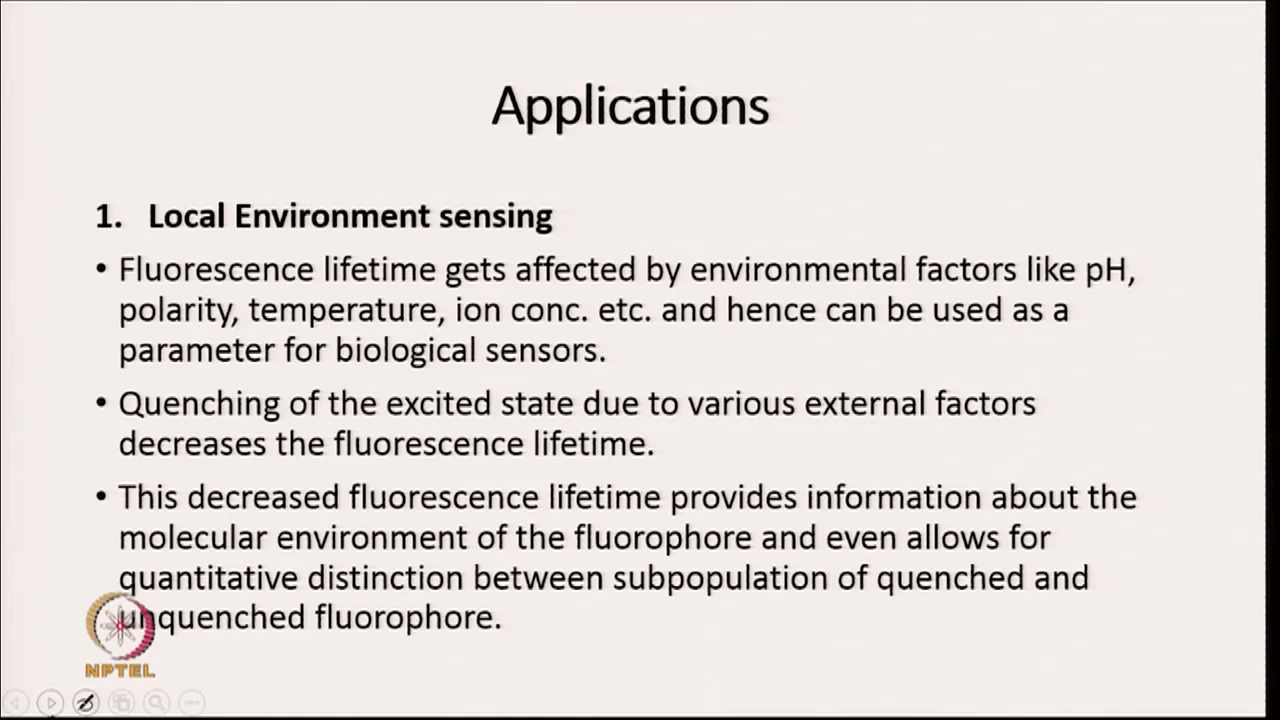 Applications
1. Local Environment sensing
• Fluorescence lifetime gets affected by environmental factors like pH,
polarity, temperature, ion conc. etc. and hence can be used as a
parameter for biological sensors.
• Quenching of the excited state due to various external factors
decreases the fluorescence lifetime.
• This decreased fluorescence lifetime provides information about the
molecular environment of the fluorophore and even allows for
quantitative distinction between subpopulation of quenched and
unquenched fluorophore.
NPTEL